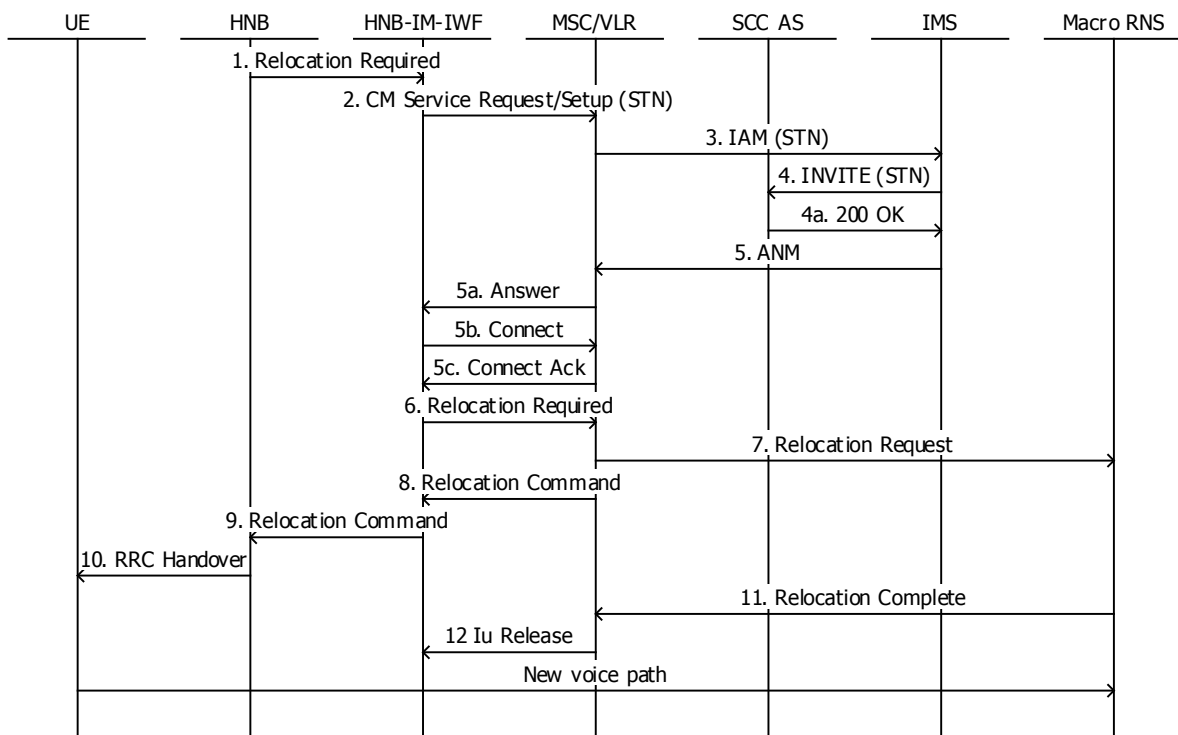 UE HNB HNB-IM-IWF MSC/VLR SCC AS IMS Macro RNS
1. Relocation Required
2. CM Service Request/Setup (STN)
3. IAM (STN)
4. INVITE (STN)
4a. 200 OK
5. ANM
5a. Answer
5b. Connect
5c. Connect Ack
6. Relocation Required
7. Relocation Request
8. Relocation Command
9. Relocation Command
10. RRC Handover
11. Relocation Complete
12 Iu Release
New voice path